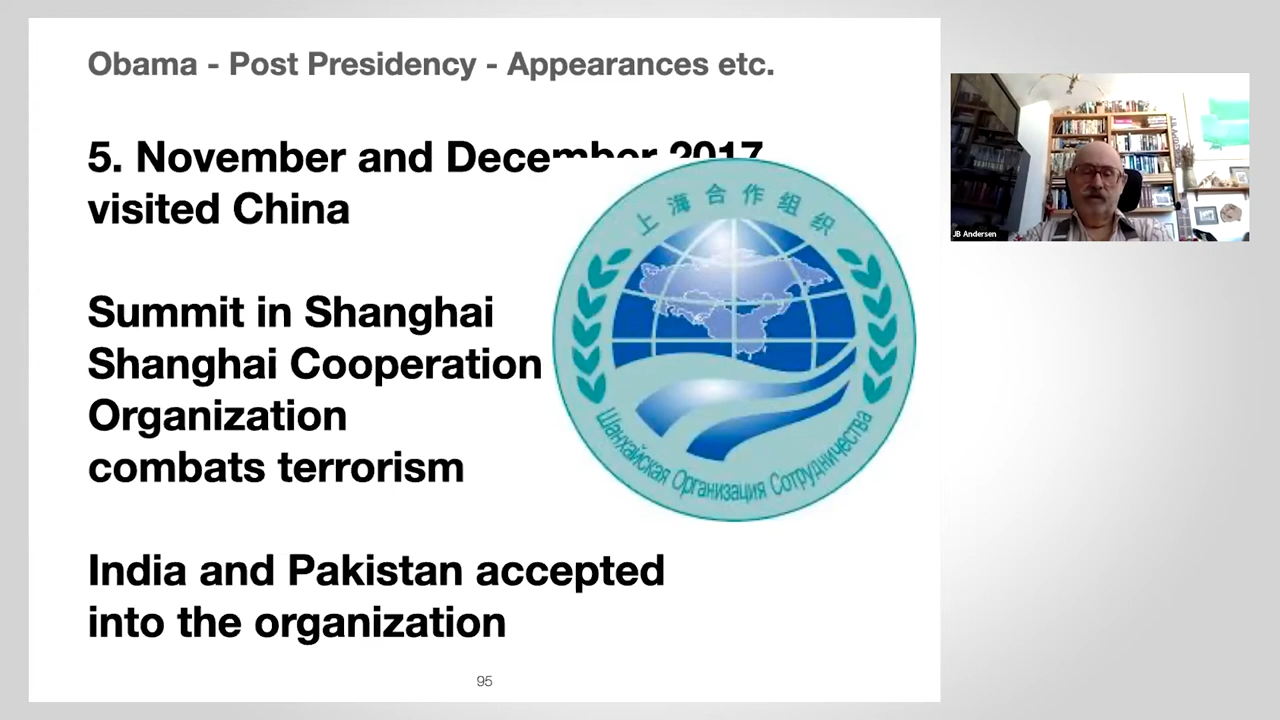 Obama - Post Presidency - Appearances etc.
5. November and December 2017
visited China
Summit in Shanghai
Shanghai Cooperation
Organization
combats terrorism
India and Pakistan accepted
into the organization
上海合作组织
Шанхайская Организация Сотрудничества
95
JB Andersen